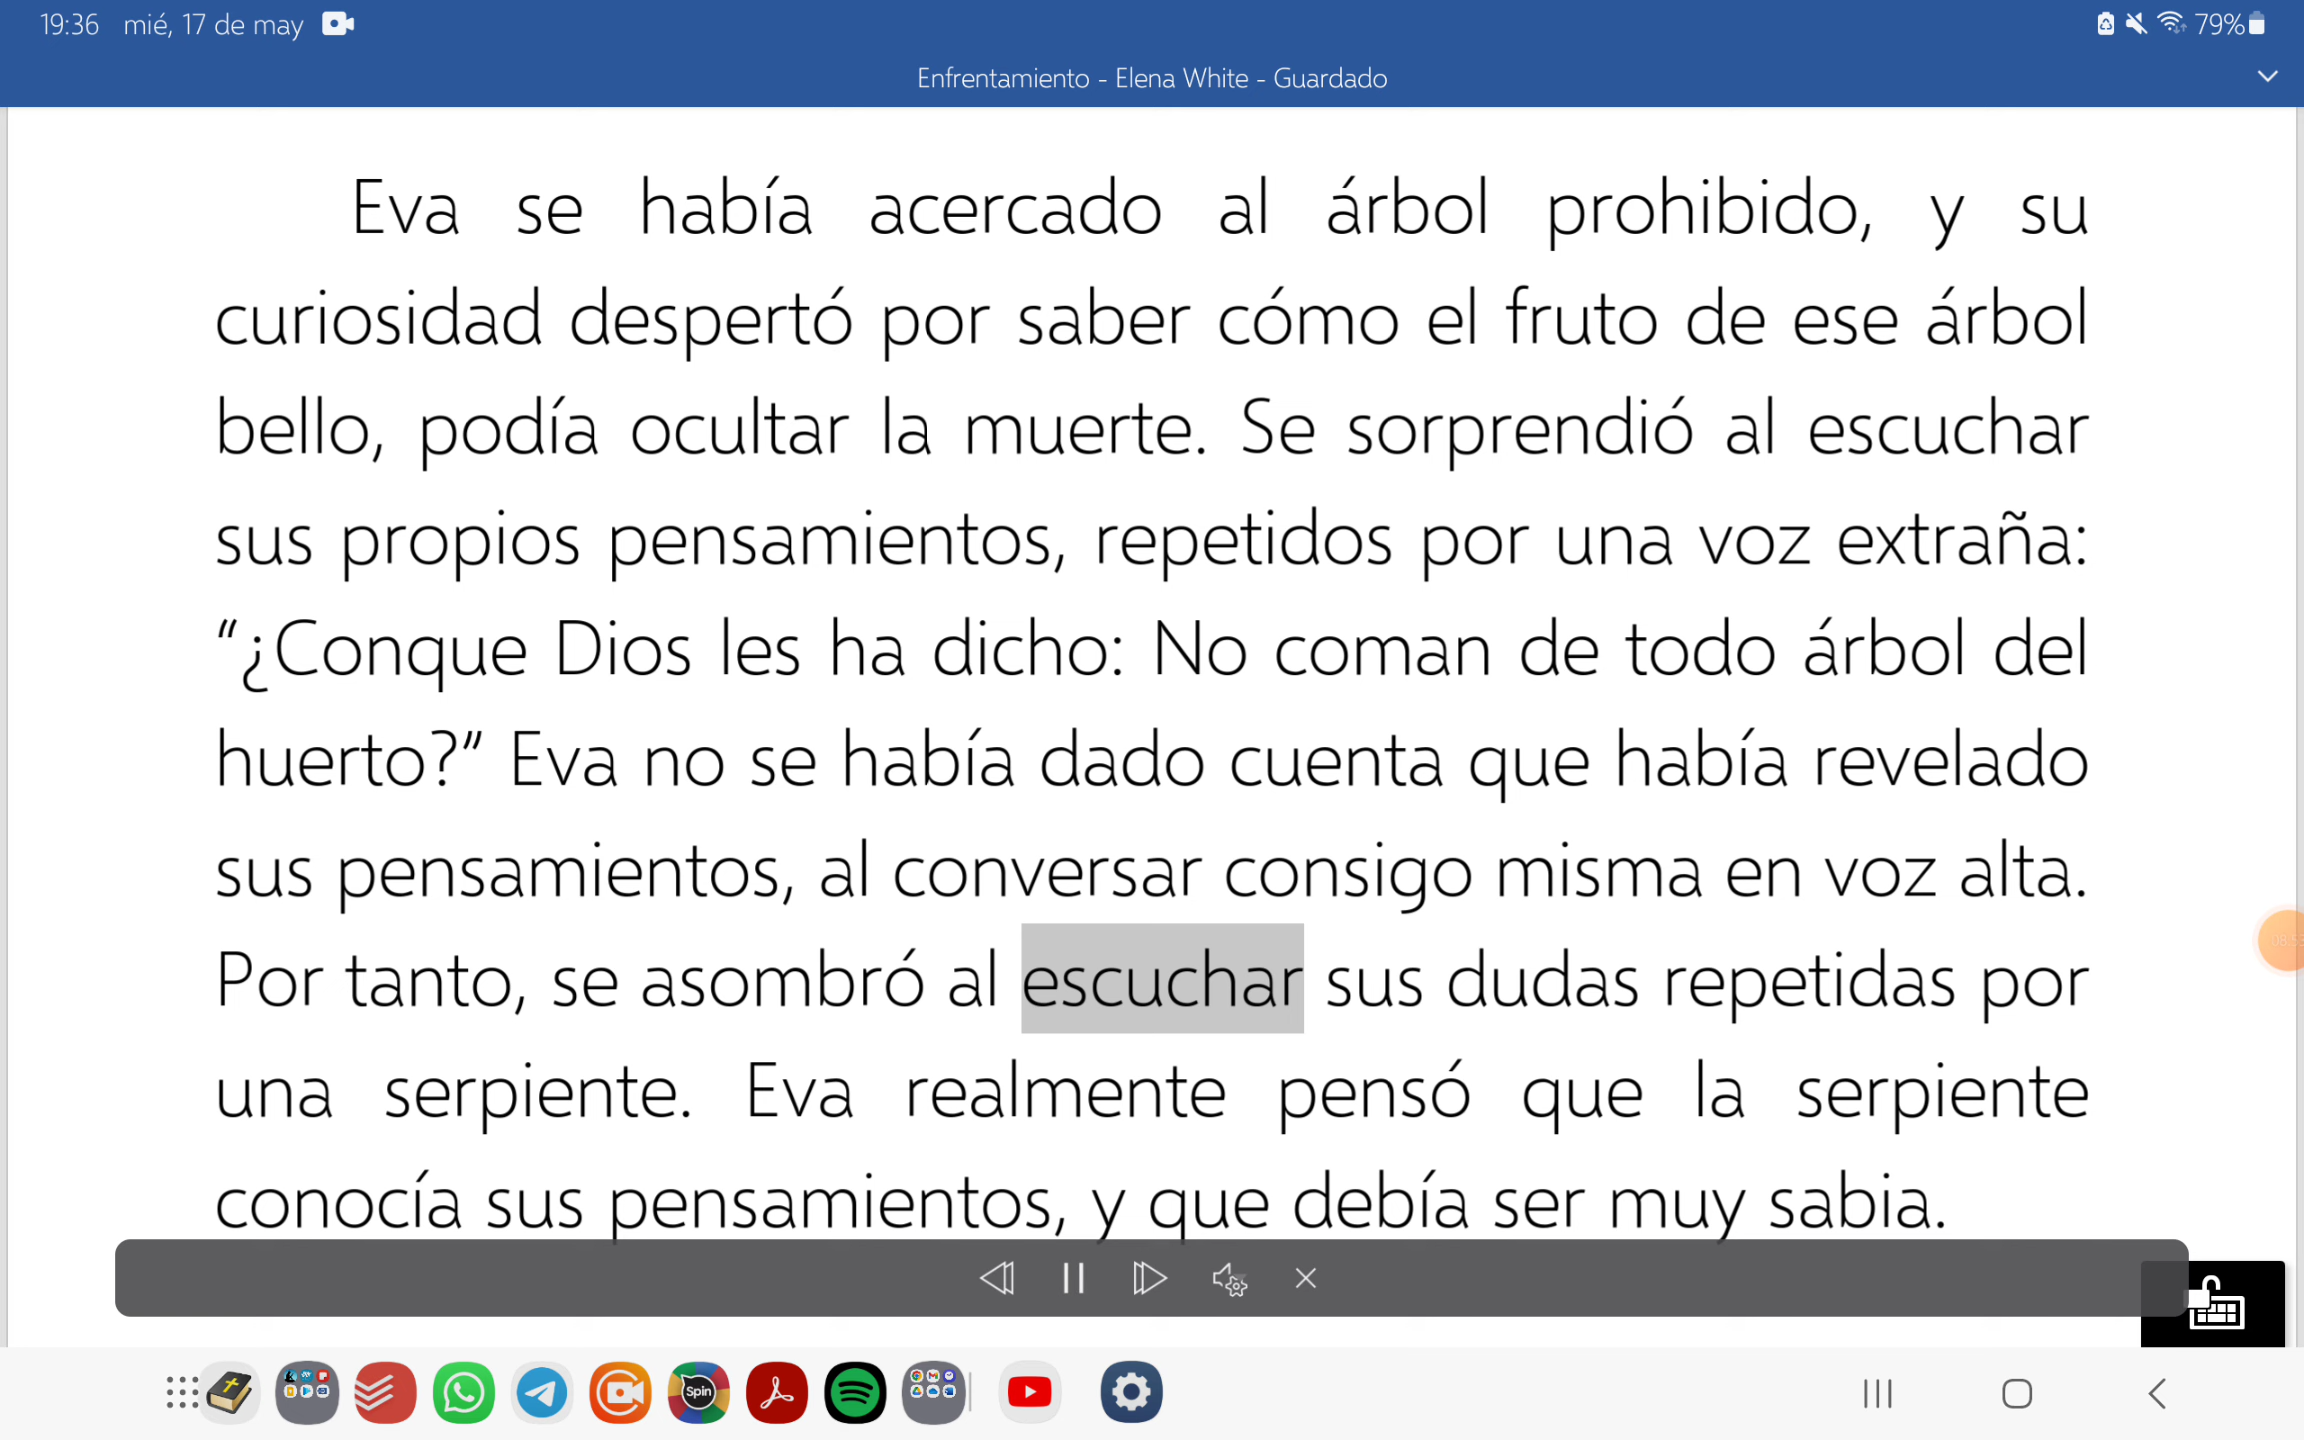 19:36 mié, 17 de may 79%
Enfrentamiento - Elena White - Guardado
Eva se había acercado al árbol prohibido, y su
curiosidad despertó por saber cómo el fruto de ese árbol
bello, podía ocultar la muerte. Se sorprendió al escuchar
sus propios pensamientos, repetidos por una voz extraña:
“¿Conque Dios les ha dicho: No coman de todo árbol del
huerto?” Eva no se había dado cuenta que había revelado
sus pensamientos, al conversar consigo misma en voz alta.
Por tanto, se asombró al escuchar sus dudas repetidas por
una serpiente. Eva realmente pensó que la serpiente
conocía sus pensamientos, y que debía ser muy sabia.
Spin